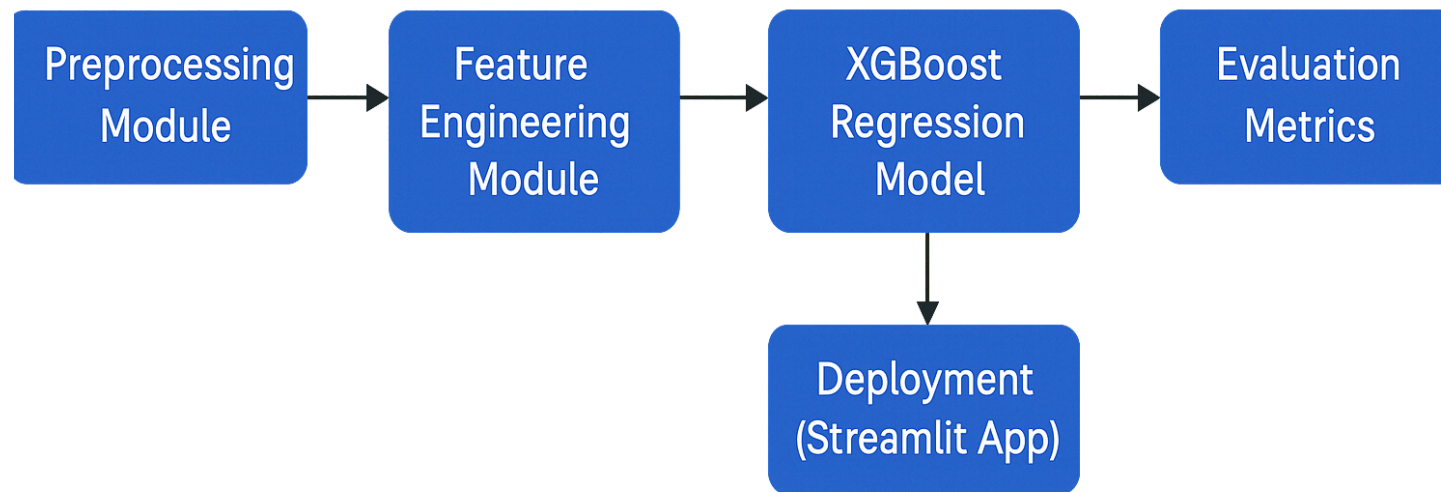 Preprocessing
Module
Feature
Engineering
Module
XGBoost
Regression
Model
Evaluation
Metrics
Deployment
(Streamlit App)